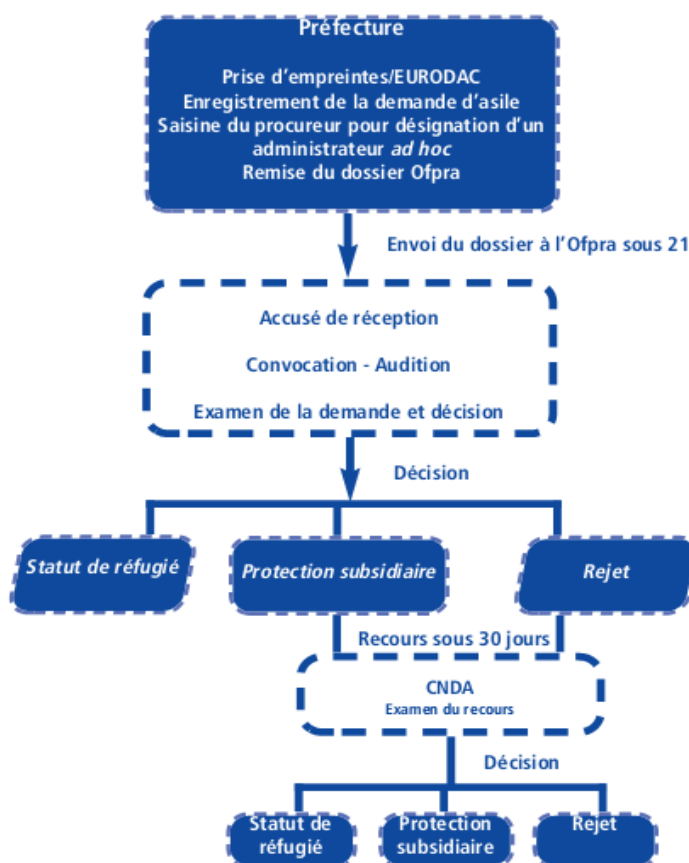 Préfecture
Prise d'empreintes/EURODAC
Enregistrement de la demande d'asile
Saisine du procureur pour désignation d'un
administrateur ad hoc
Remise du dossier Ofpra
Envoi du dossier à l'Ofpra sous 21
Accusé de réception
Convocation - Audition
Examen de la demande et décision
Décision
Statut de réfugié
Protection subsidiaire
Rejet
Recours sous 30 jours
CNDA
Examen du recours
Décision
Statut de
réfugié
Protection
subsidiaire
Rejet